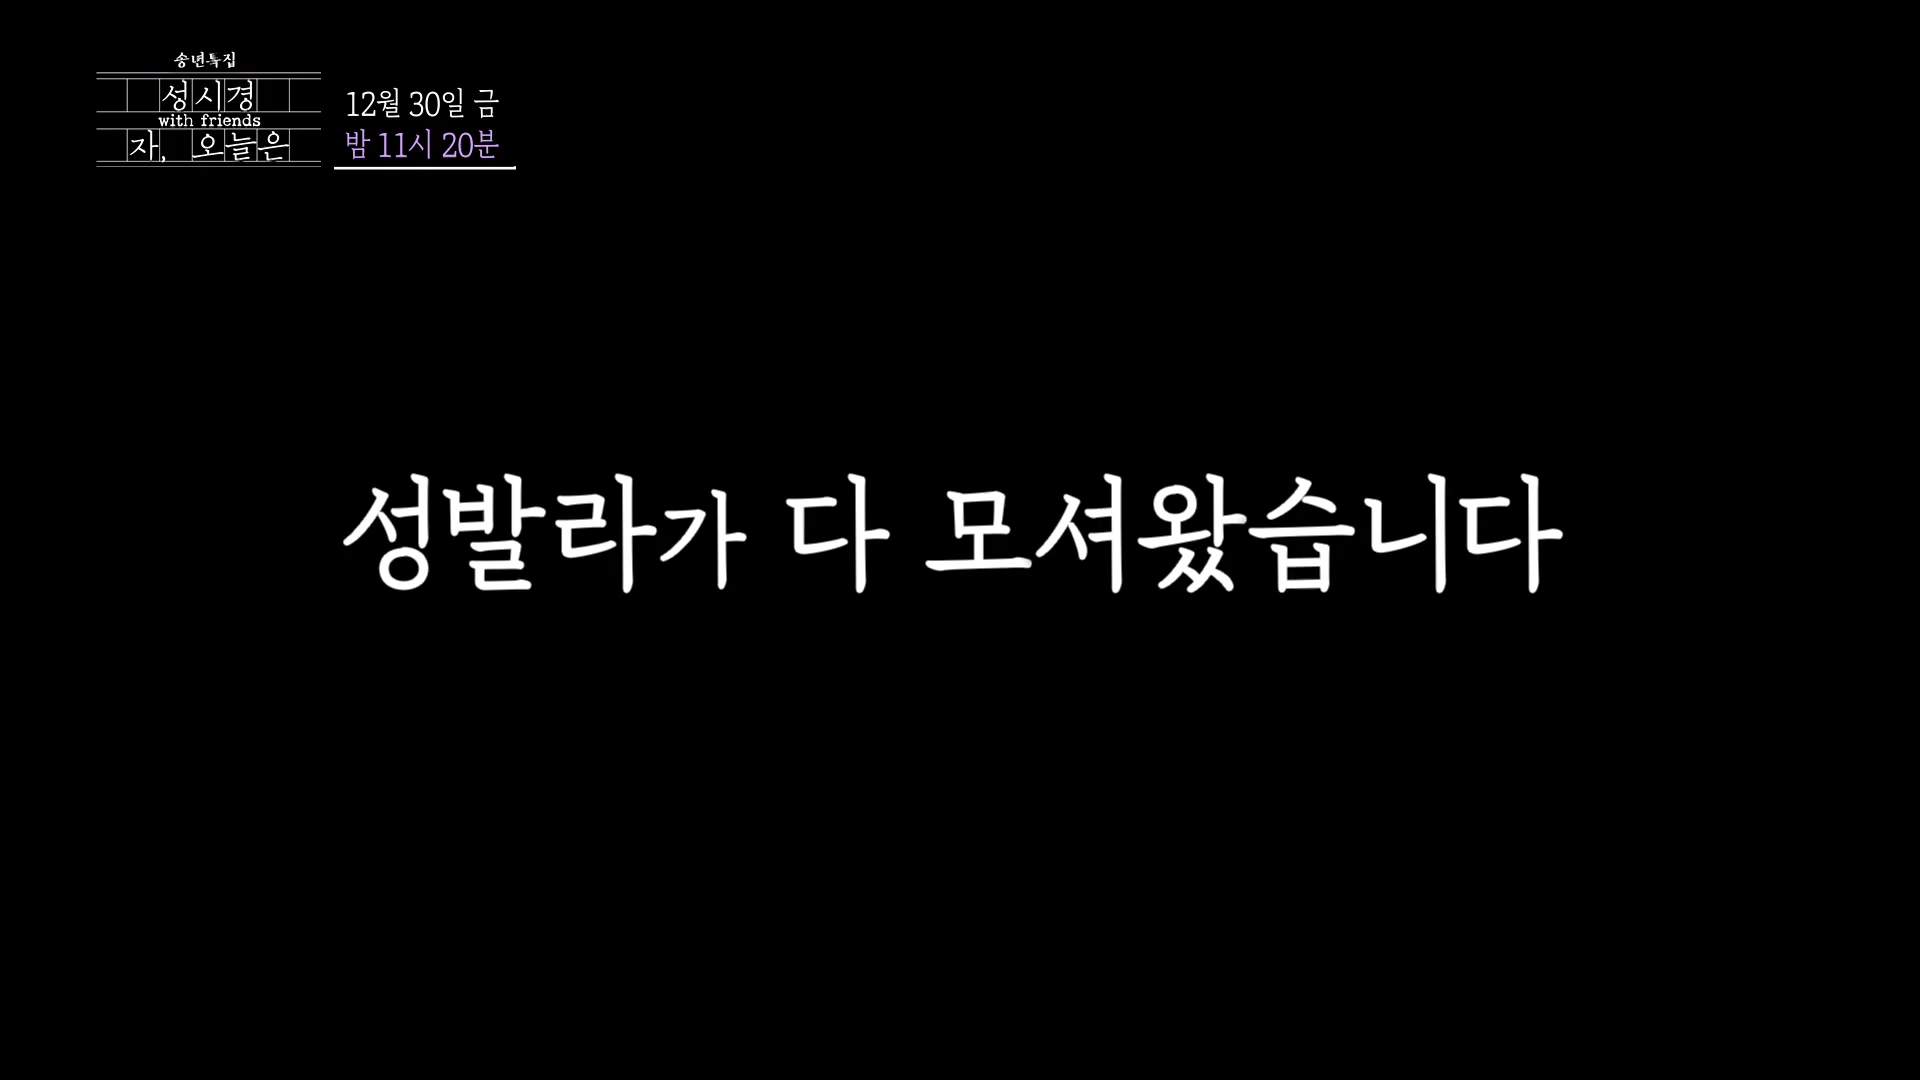 송년특집
성시경
with friends
자, 오늘은
12월 30일 금
밤 11시 20분
성발라가 다 모셔왔습니다